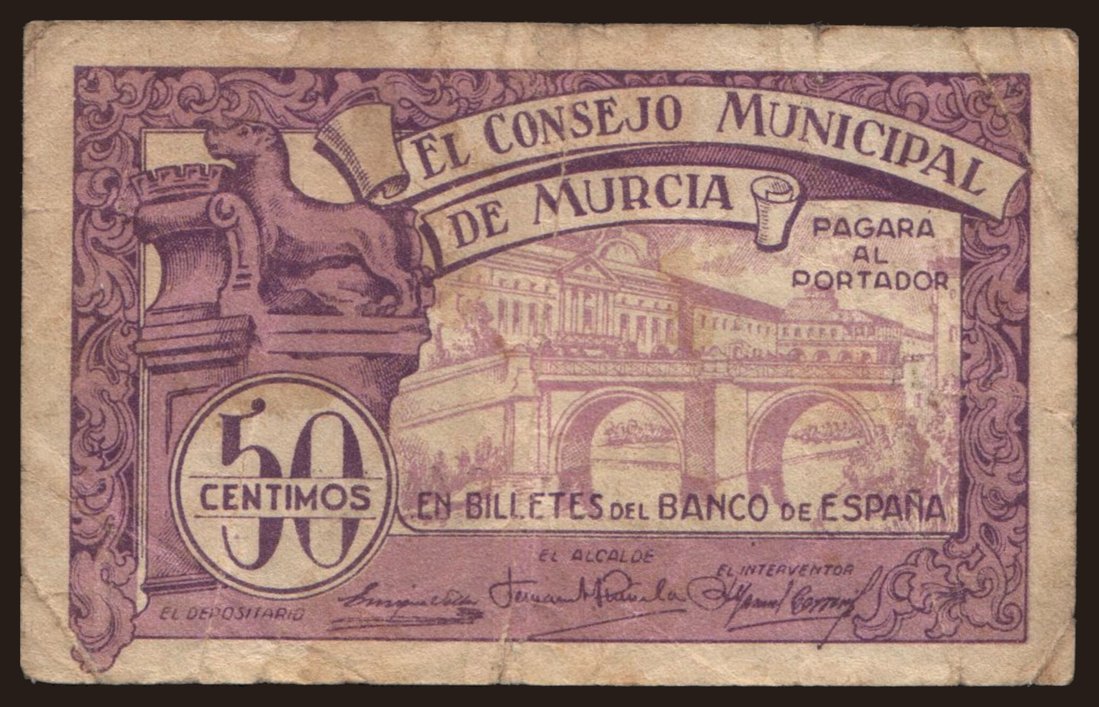 EL CONSEJO MUNICIPAL
DE MURCIA
PAGARÁ
AL
PORTADOR
50
CENTIMOS
EN BILLETES DEL BANCO DE ESPAÑA
EL ALCALDE
EL INTERVENTOR
EL DEPOSITARIO